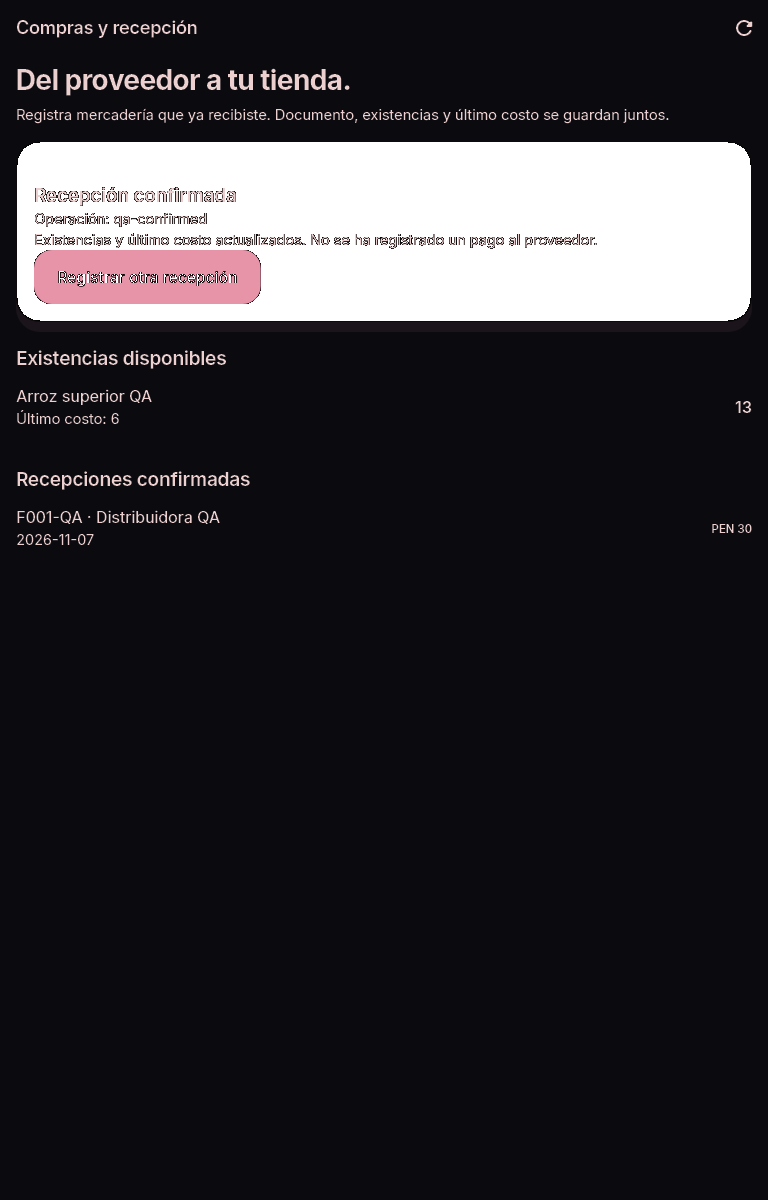 Compras y recepción
Del proveedor a tu tienda.
Registra mercadería que ya recibiste. Documento, existencias y último costo se guardan juntos.
Recepción confirmada
Operación: qa-confirmed
Existencias y último costo actualizados. No se ha registrado un pago al proveedor.
Registrar otra recepción
Existencias disponibles
Arroz superior QA
Último costo: 6
13
Recepciones confirmadas
F001-QA · Distribuidora QA
2026-11-07
PEN 30